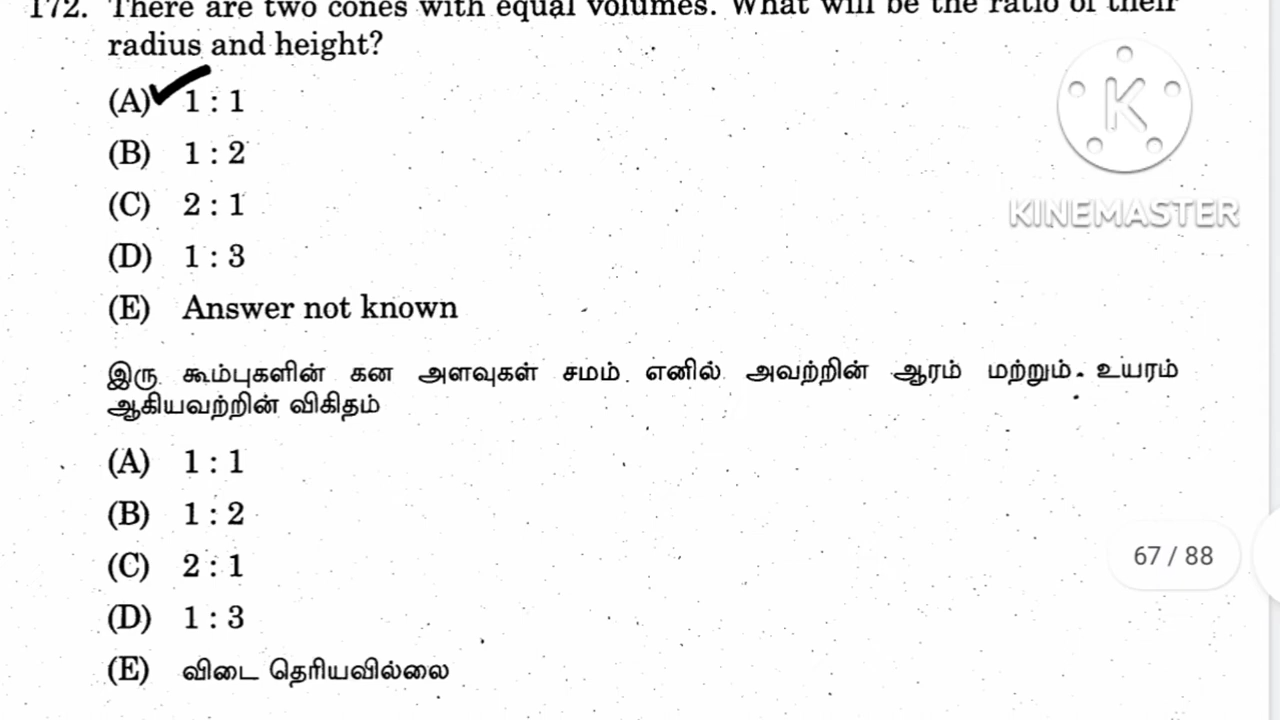 172. There are two cones with equal volumes. What will be the ratio of their
radius and height?
(A) 1 : 1
(B) 1 : 2
(C) 2 : 1
(D) 1 : 3
(E) Answer not known
K
KINEMASTER
இரு கூம்புகளின் கன அளவுகள் சமம் எனில் அவற்றின் ஆரம் மற்றும் உயரம்
ஆகியவற்றின் விகிதம்
(A) 1 : 1
(B) 1 : 2
(C) 2 : 1
(D) 1 : 3
(E) விடை தெரியவில்லை
67 / 88